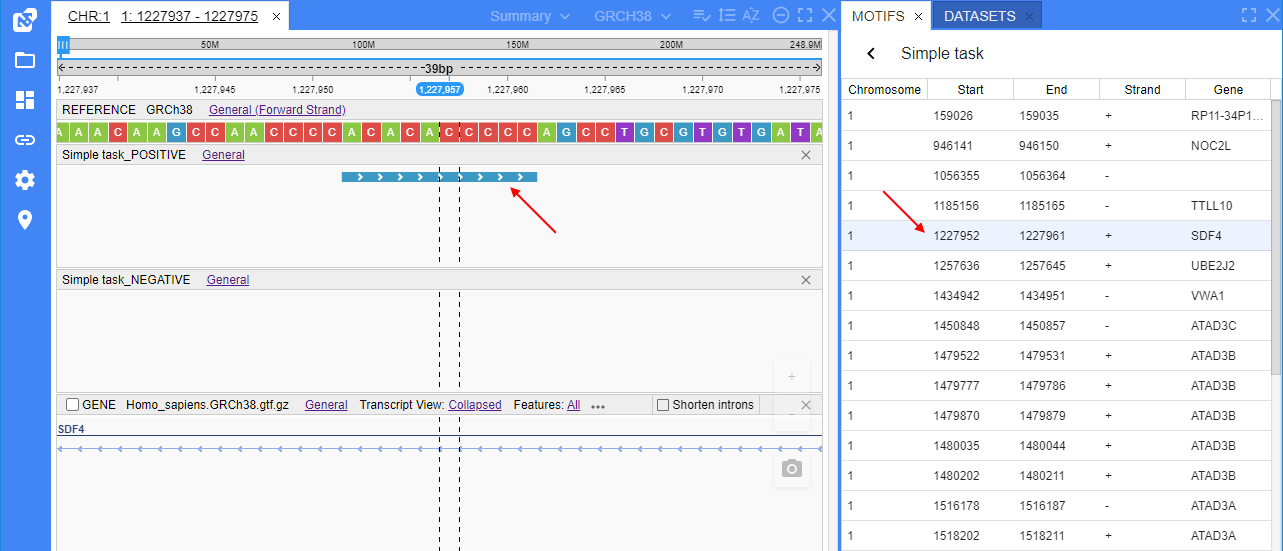 CHR:1 1: 1227937 - 1227975 × Summary GRCH38 AZ
50M 100M 150M 200M 248.9M
39bp
1,227,937 1,227,945 1,227,950 1,227,957 1,227,960 1,227,965 1,227,970 1,227,975
REFERENCE GRCh38 General (Forward Strand)
A A A C A A G C C A A C C C C A C A C A C C C C C A G C C T G C G T G T G A T A
Simple task_POSITIVE General
Simple task_NEGATIVE General
GENE Homo_sapiens.GRCh38.gtf.gz General Transcript View: Collapsed Features: All ••• Shorten introns
SDF4
+
-
MOTIFS × DATASETS ×
Simple task
Chromosome Start End Strand Gene
1 159026 159035 + RP11-34P1...
1 946141 946150 + NOC2L
1 1056355 1056364 -
1 1185156 1185165 - TTLL10
1 1227952 1227961 + SDF4
1 1257636 1257645 + UBE2J2
1 1434942 1434951 - VWA1
1 1450848 1450857 - ATAD3C
1 1479522 1479531 + ATAD3B
1 1479777 1479786 + ATAD3B
1 1479870 1479879 + ATAD3B
1 1480035 1480044 + ATAD3B
1 1480202 1480211 + ATAD3B
1 1516178 1516187 - ATAD3A
1 1518202 1518211 + ATAD3A